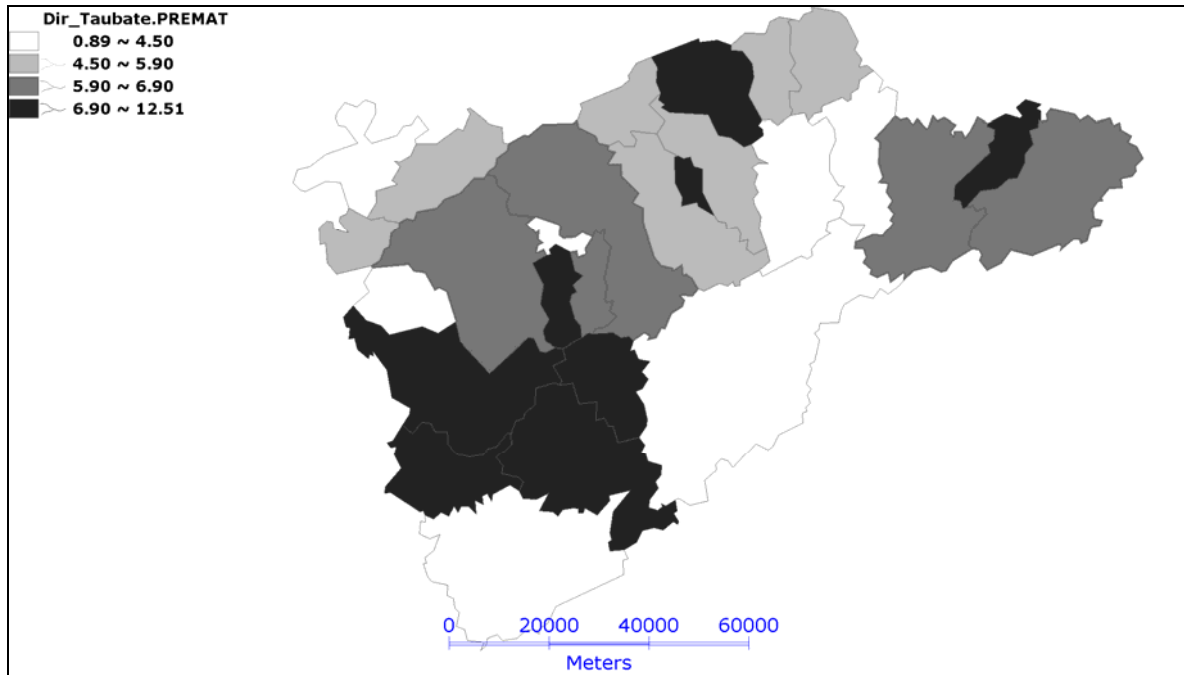 Dir_Taubate.PREMAT
0.89 ~ 4.50
4.50 ~ 5.90
5.90 ~ 6.90
6.90 ~ 12.51
0 20000 40000 60000
Meters